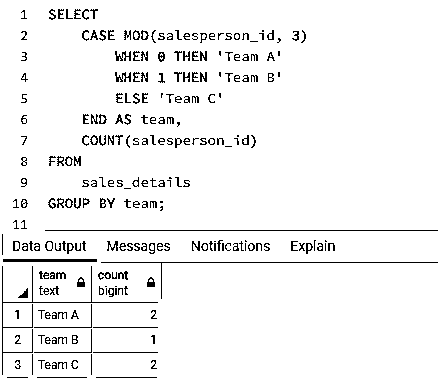 1 SELECT
2 CASE MOD(salesperson_id, 3)
3 WHEN 0 THEN 'Team A'
4 WHEN 1 THEN 'Team B'
5 ELSE 'Team C'
6 END AS team,
7 COUNT(salesperson_id)
8 FROM
9 sales_details
10 GROUP BY team;
11
Data Output Messages Notifications Explain
team count
text bigint
1 Team A 2
2 Team B 1
3 Team C 2